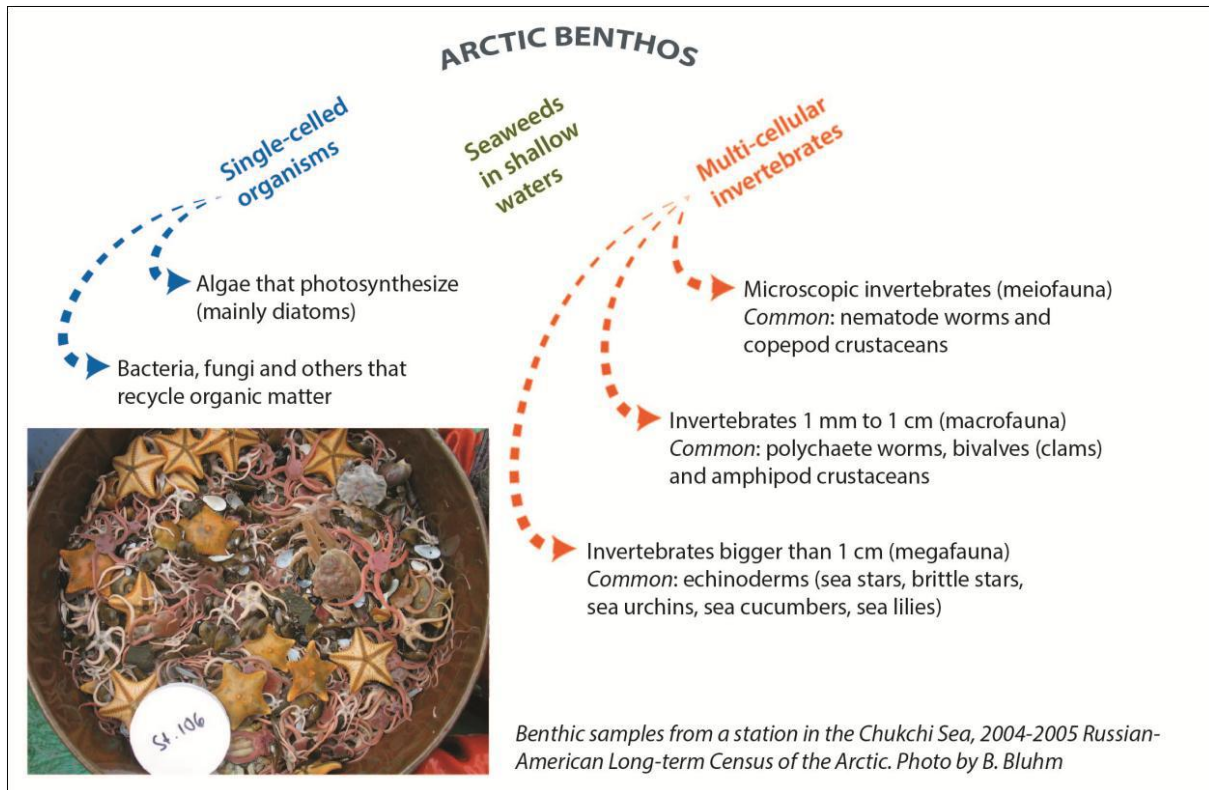 ARCTIC BENTHOS
Single-celled
organisms
Seaweeds
in shallow
waters
Multi-cellular
invertebrates
Algae that photosynthesize
(mainly diatoms)
Bacteria, fungi and others that
recycle organic matter
Microscopic invertebrates (meiofauna)
Common: nematode worms and
copepod crustaceans
Invertebrates 1 mm to 1 cm (macrofauna)
Common: polychaete worms, bivalves (clams)
and amphipod crustaceans
Invertebrates bigger than 1 cm (megafauna)
Common: echinoderms (sea stars, brittle stars,
sea urchins, sea cucumbers, sea lilies)
St. 106
Benthic samples from a station in the Chukchi Sea, 2004-2005 Russian-
American Long-term Census of the Arctic. Photo by B. Bluhm